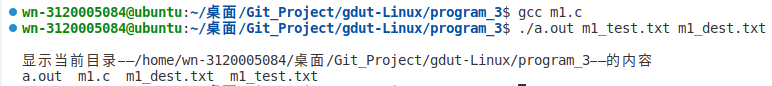 wn-3120005084@ubuntu:~/桌面/Git_Project/gdut-Linux/program_3$ gcc m1.c
wn-3120005084@ubuntu:~/桌面/Git_Project/gdut-Linux/program_3$ ./a.out m1_test.txt m1_dest.txt
显示当前目录——/home/wn-3120005084/桌面/Git_Project/gdut-Linux/program_3——的内容
a.out  m1.c  m1_dest.txt  m1_test.txt